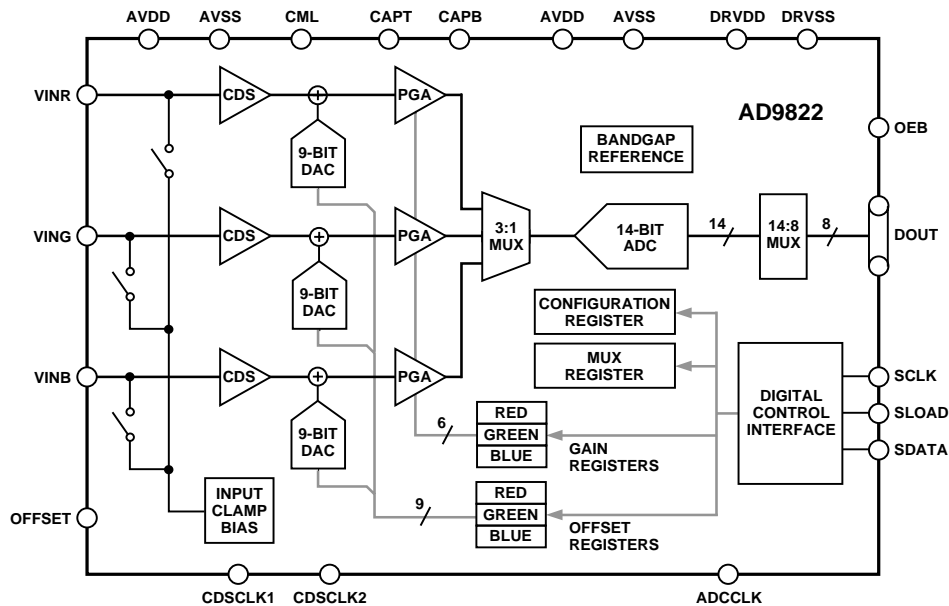 AVDD AVSS CML CAPT CAPB AVDD AVSS DRVDD DRVSS
VINR
CDS
+
PGA
AD9822
OEB
9-BIT
DAC
BANDGAP
REFERENCE
VING
CDS
+
PGA
3:1
MUX
14-BIT
ADC
14
14:8
MUX
8
DOUT
9-BIT
DAC
CONFIGURATION
REGISTER
MUX
REGISTER
VINB
CDS
+
PGA
DIGITAL
CONTROL
INTERFACE
SCLK
SLOAD
SDATA
9-BIT
DAC
6
RED
GREEN
BLUE
GAIN
REGISTERS
INPUT
CLAMP
BIAS
9
RED
GREEN
BLUE
OFFSET
REGISTERS
OFFSET
CDSCLK1 CDSCLK2 ADCCLK